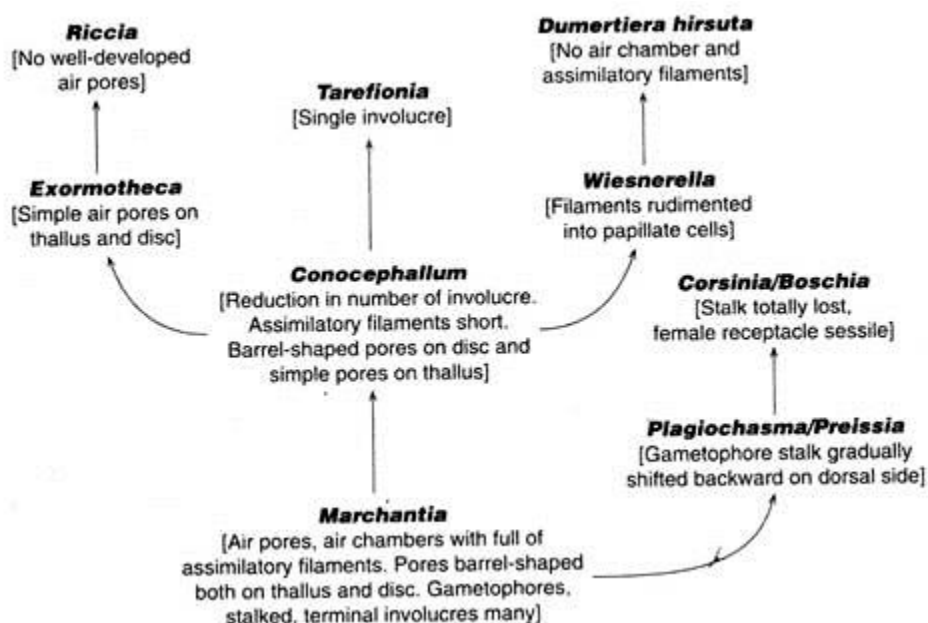 Riccia
[No well-developed
air pores]
Dumertiera hirsuta
[No air chamber and
assimilatory filaments]
Tarefionia
[Single involucre]
Exormotheca
[Simple air pores on
thallus and disc]
Wiesnerella
[Filaments rudimented
into papillate cells]
Conocephallum
[Reduction in number of involucre.
Assimilatory filaments short.
Barrel-shaped pores on disc and
simple pores on thallus]
Corsinia/Boschia
[Stalk totally lost,
female receptacle sessile]
Plagiochasma/Preissia
[Gametophore stalk gradually
shifted backward on dorsal side]
Marchantia
[Air pores, air chambers with full of
assimilatory filaments. Pores barrel-shaped
both on thallus and disc. Gametophores,
stalked, terminal involucres many]